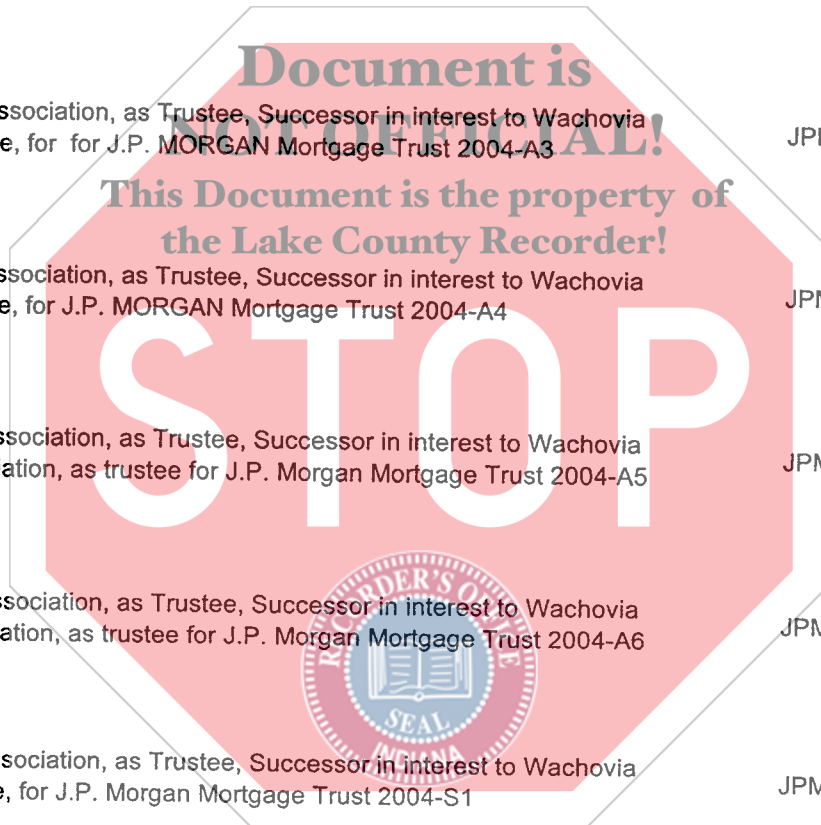 Document is
NOT OFFICIAL!
ssociation, as Trustee, Successor in interest to Wachovia
e, for for J.P. MORGAN Mortgage Trust 2004-A3
JP
This Document is the property of
the Lake County Recorder!
ssociation, as Trustee, Successor in interest to Wachovia
e, for J.P. MORGAN Mortgage Trust 2004-A4
JP
STOP
ssociation, as Trustee, Successor in interest to Wachovia
ation, as trustee for J.P. Morgan Mortgage Trust 2004-A5
JPM
ssociation, as Trustee, Successor in interest to Wachovia
ation, as trustee for J.P. Morgan Mortgage Trust 2004-A6
JPM
RECORDER'S OFFICE
SEAL
INDIANA
sociation, as Trustee, Successor in interest to Wachovia
e, for J.P. Morgan Mortgage Trust 2004-S1
JPM